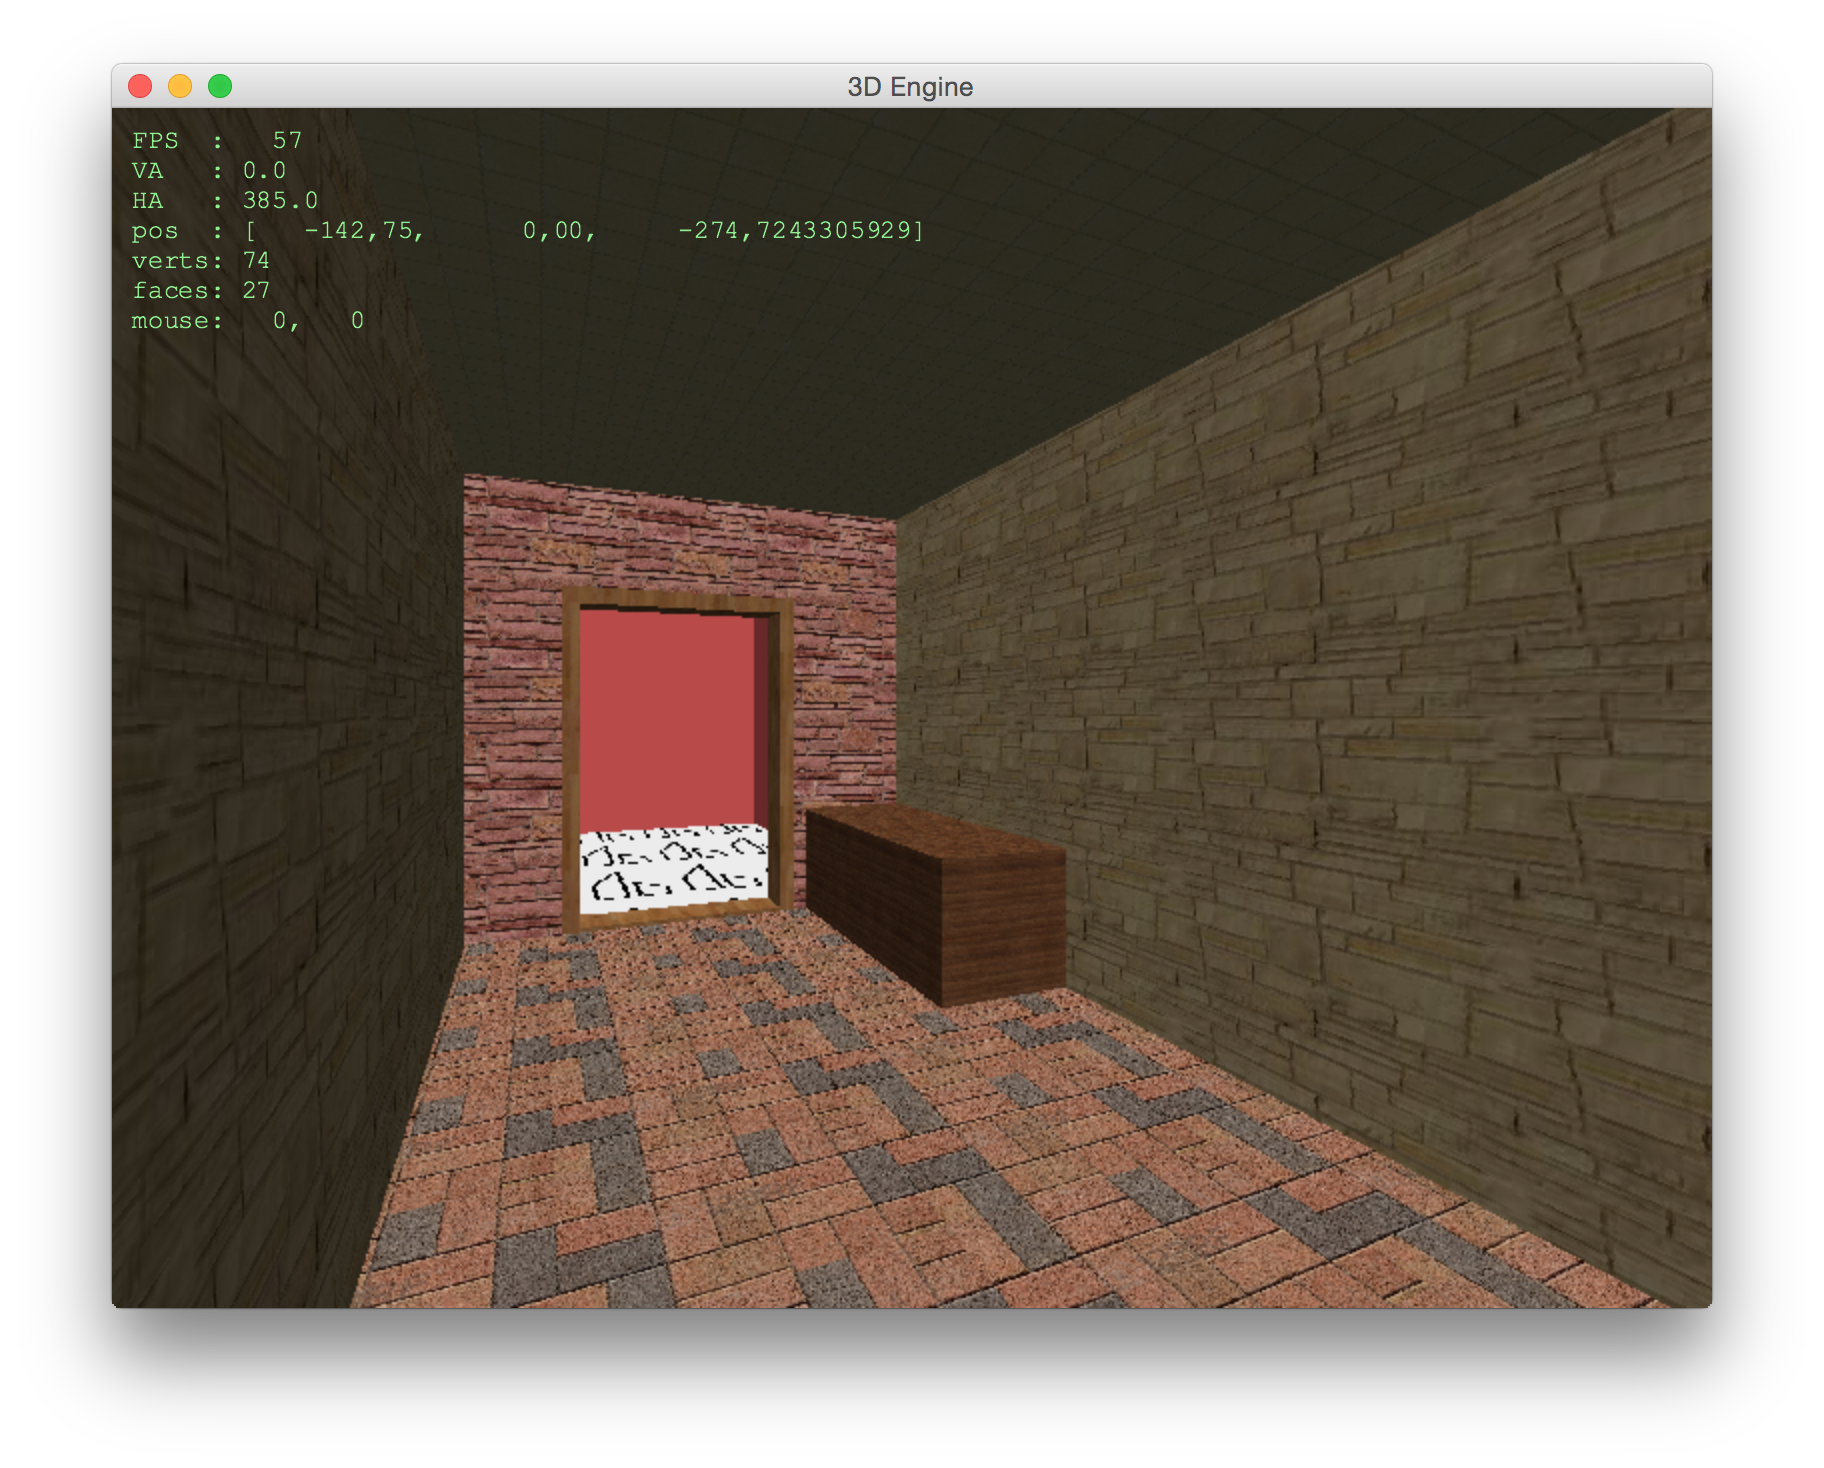 3D Engine
FPS  :   57
VA   : 0.0
HA   : 385.0
pos  : [   -142,75,      0,00,     -274,7243305929]
verts: 74
faces: 27
mouse:   0,   0